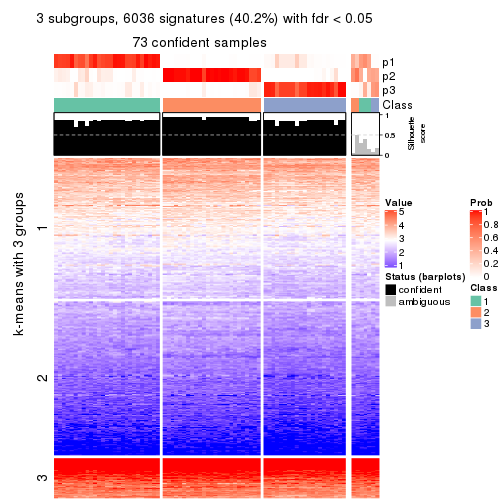 3 subgroups, 6036 signatures (40.2%) with fdr < 0.05
73 confident samples
p1
p2
p3
Class
1
0.5
0
Silhouette
score
k-means with 3 groups
1
2
3
Value
5
4
3
2
1
Status (barplots)
confident
ambiguous
Prob
1
0.8
0.6
0.4
0.2
0
Class
1
2
3